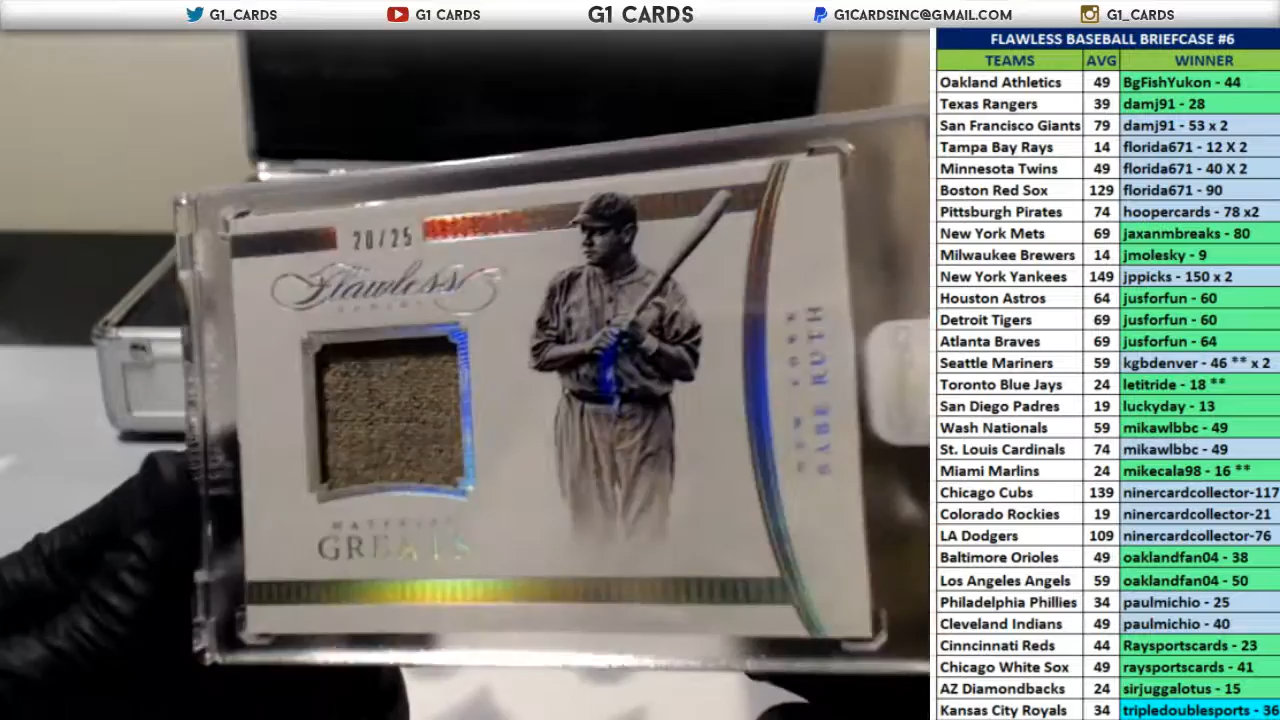 G1_CARDS
G1 CARDS
G1 CARDS
G1CARDSINC@GMAIL.COM
G1_CARDS
20/25
Flawless
MATERIAL
GREATS
NEW YORK
BABE RUTH
FLAWLESS BASEBALL BRIEFCASE #6
TEAMS AVG WINNER
Oakland Athletics 49 BgFishYukon - 44
Texas Rangers 39 damj91 - 28
San Francisco Giants 79 damj91 - 53 x 2
Tampa Bay Rays 14 florida671 - 12 X 2
Minnesota Twins 49 florida671 - 40 X 2
Boston Red Sox 129 florida671 - 90
Pittsburgh Pirates 74 hoopercards - 78 x2
New York Mets 69 jaxanmbreaks - 80
Milwaukee Brewers 14 jmolesky - 9
New York Yankees 149 jppicks - 150 x 2
Houston Astros 64 jusforfun - 60
Detroit Tigers 69 jusforfun - 60
Atlanta Braves 69 jusforfun - 64
Seattle Mariners 59 kgbdenver - 46 ** x 2
Toronto Blue Jays 24 letitride - 18 **
San Diego Padres 19 luckyday - 13
Wash Nationals 59 mikawlbbc - 49
St. Louis Cardinals 74 mikawlbbc - 49
Miami Marlins 24 mikecala98 - 16 **
Chicago Cubs 139 ninercardcollector-117
Colorado Rockies 19 ninercardcollector-21
LA Dodgers 109 ninercardcollector-76
Baltimore Orioles 49 oaklandfan04 - 38
Los Angeles Angels 59 oaklandfan04 - 50
Philadelphia Phillies 34 paulmichio - 25
Cleveland Indians 49 paulmichio - 40
Cinncinnati Reds 44 Raysportscards - 23
Chicago White Sox 49 raysportscards - 41
AZ Diamondbacks 24 sirjuggalotus - 15
Kansas City Royals 34 tripledoublesports - 36